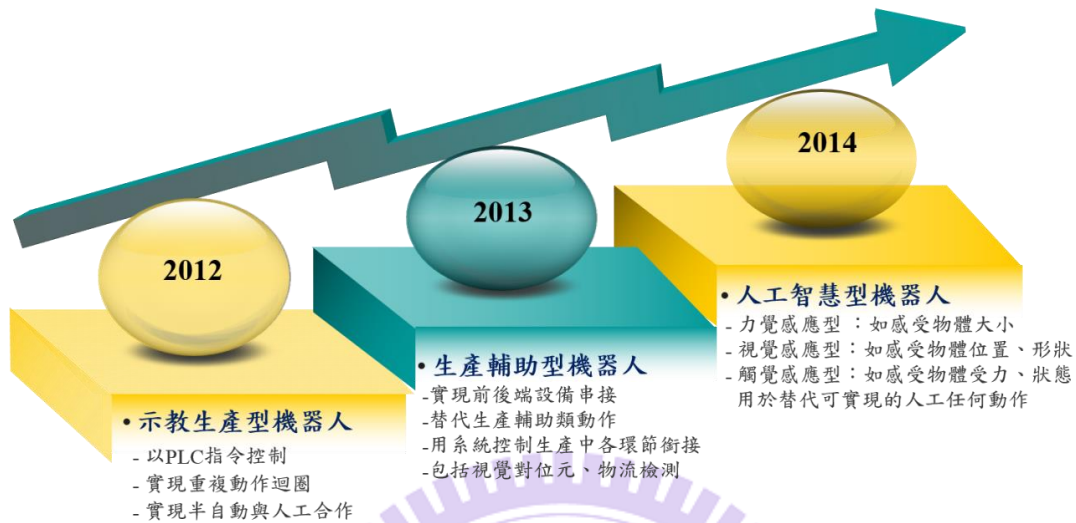 2012
• 示教生產型機器人
- 以PLC指令控制
- 實現重複動作迴圈
- 實現半自動與人工合作
2013
• 生產輔助型機器人
-實現前後端設備串接
-替代生產輔助類動作
-用系統控制生產中各環節銜接
-包括視覺對位元、物流檢測
2014
• 人工智慧型機器人
- 力覺感應型 ：如感受物體大小
- 視覺感應型：如感受物體位置、形狀
- 觸覺感應型：如感受物體受力、狀態
用於替代可實現的人工任何動作